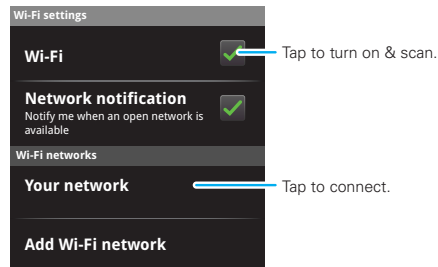 Wi-Fi settings
Wi-Fi
Tap to turn on & scan.
Network notification
Notify me when an open network is
available
Wi-Fi networks
Your network
Tap to connect.
Add Wi-Fi network